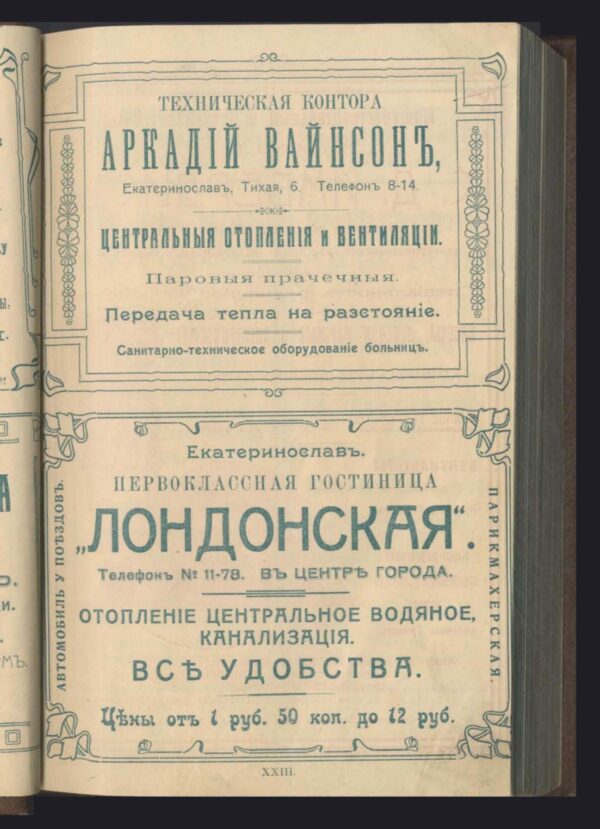 ТЕХНИЧЕСКАЯ КОНТОРА
АРКАДІЙ ВАЙНСОНЪ,
Екатеринославъ, Тихая, 6. Телефонъ 8-14.
ЦЕНТРАЛЬНЫЯ ОТОПЛЕНІЯ и ВЕНТИЛЯЦІИ.
Паровыя прачечныя.
Передача тепла на разстояніе.
Санитарно-техническое оборудованіе больницъ.
Екатеринославъ.
ПЕРВОКЛАССНАЯ ГОСТИНИЦА
„ЛОНДОНСКАЯ“.
Телефонъ № 11-78. ВЪ ЦЕНТРѢ ГОРОДА.
ОТОПЛЕНІЕ ЦЕНТРАЛЬНОЕ ВОДЯНОЕ,
КАНАЛИЗАЦІЯ.
ВСѢ УДОБСТВА.
Цѣны отъ 1 руб. 50 коп. до 12 руб.
АВТОМОБИЛЬ У ПОѢЗДОВЪ.
ПАРИКМАХЕРСКАЯ.
XXIII.